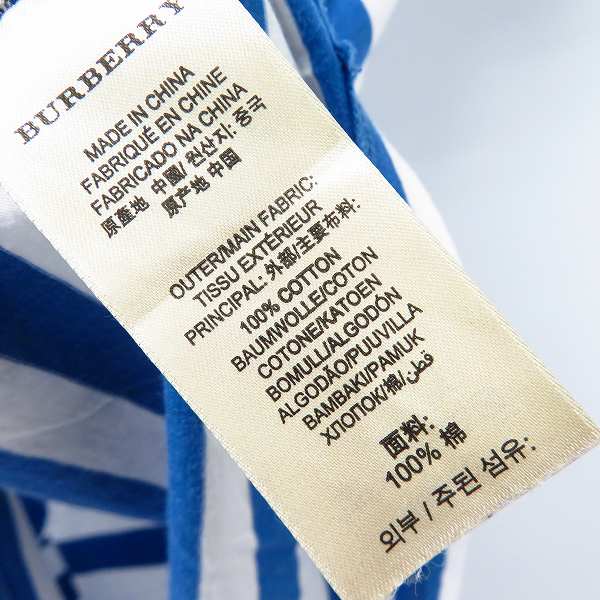 BURBERRY
MADE IN CHINA
FABRIQUÉ EN CHINE
FABRICADO NA CHINA
原產地 中國/ 원산지: 중국
原产地 中国
OUTER/MAIN FABRIC:
TISSU EXTÉRIEUR
PRINCIPAL: 外部/主要布料:
100% COTTON
BAUMWOLLE/COTON
COTONE/KATOEN
BOMULL/ALGODÓN
ALGODÃO/PUUVILLA
BAMBAKI/PAMUK
ХЛОПОК/棉/قطن
面料:
100% 棉
외부 / 주된 섬유: